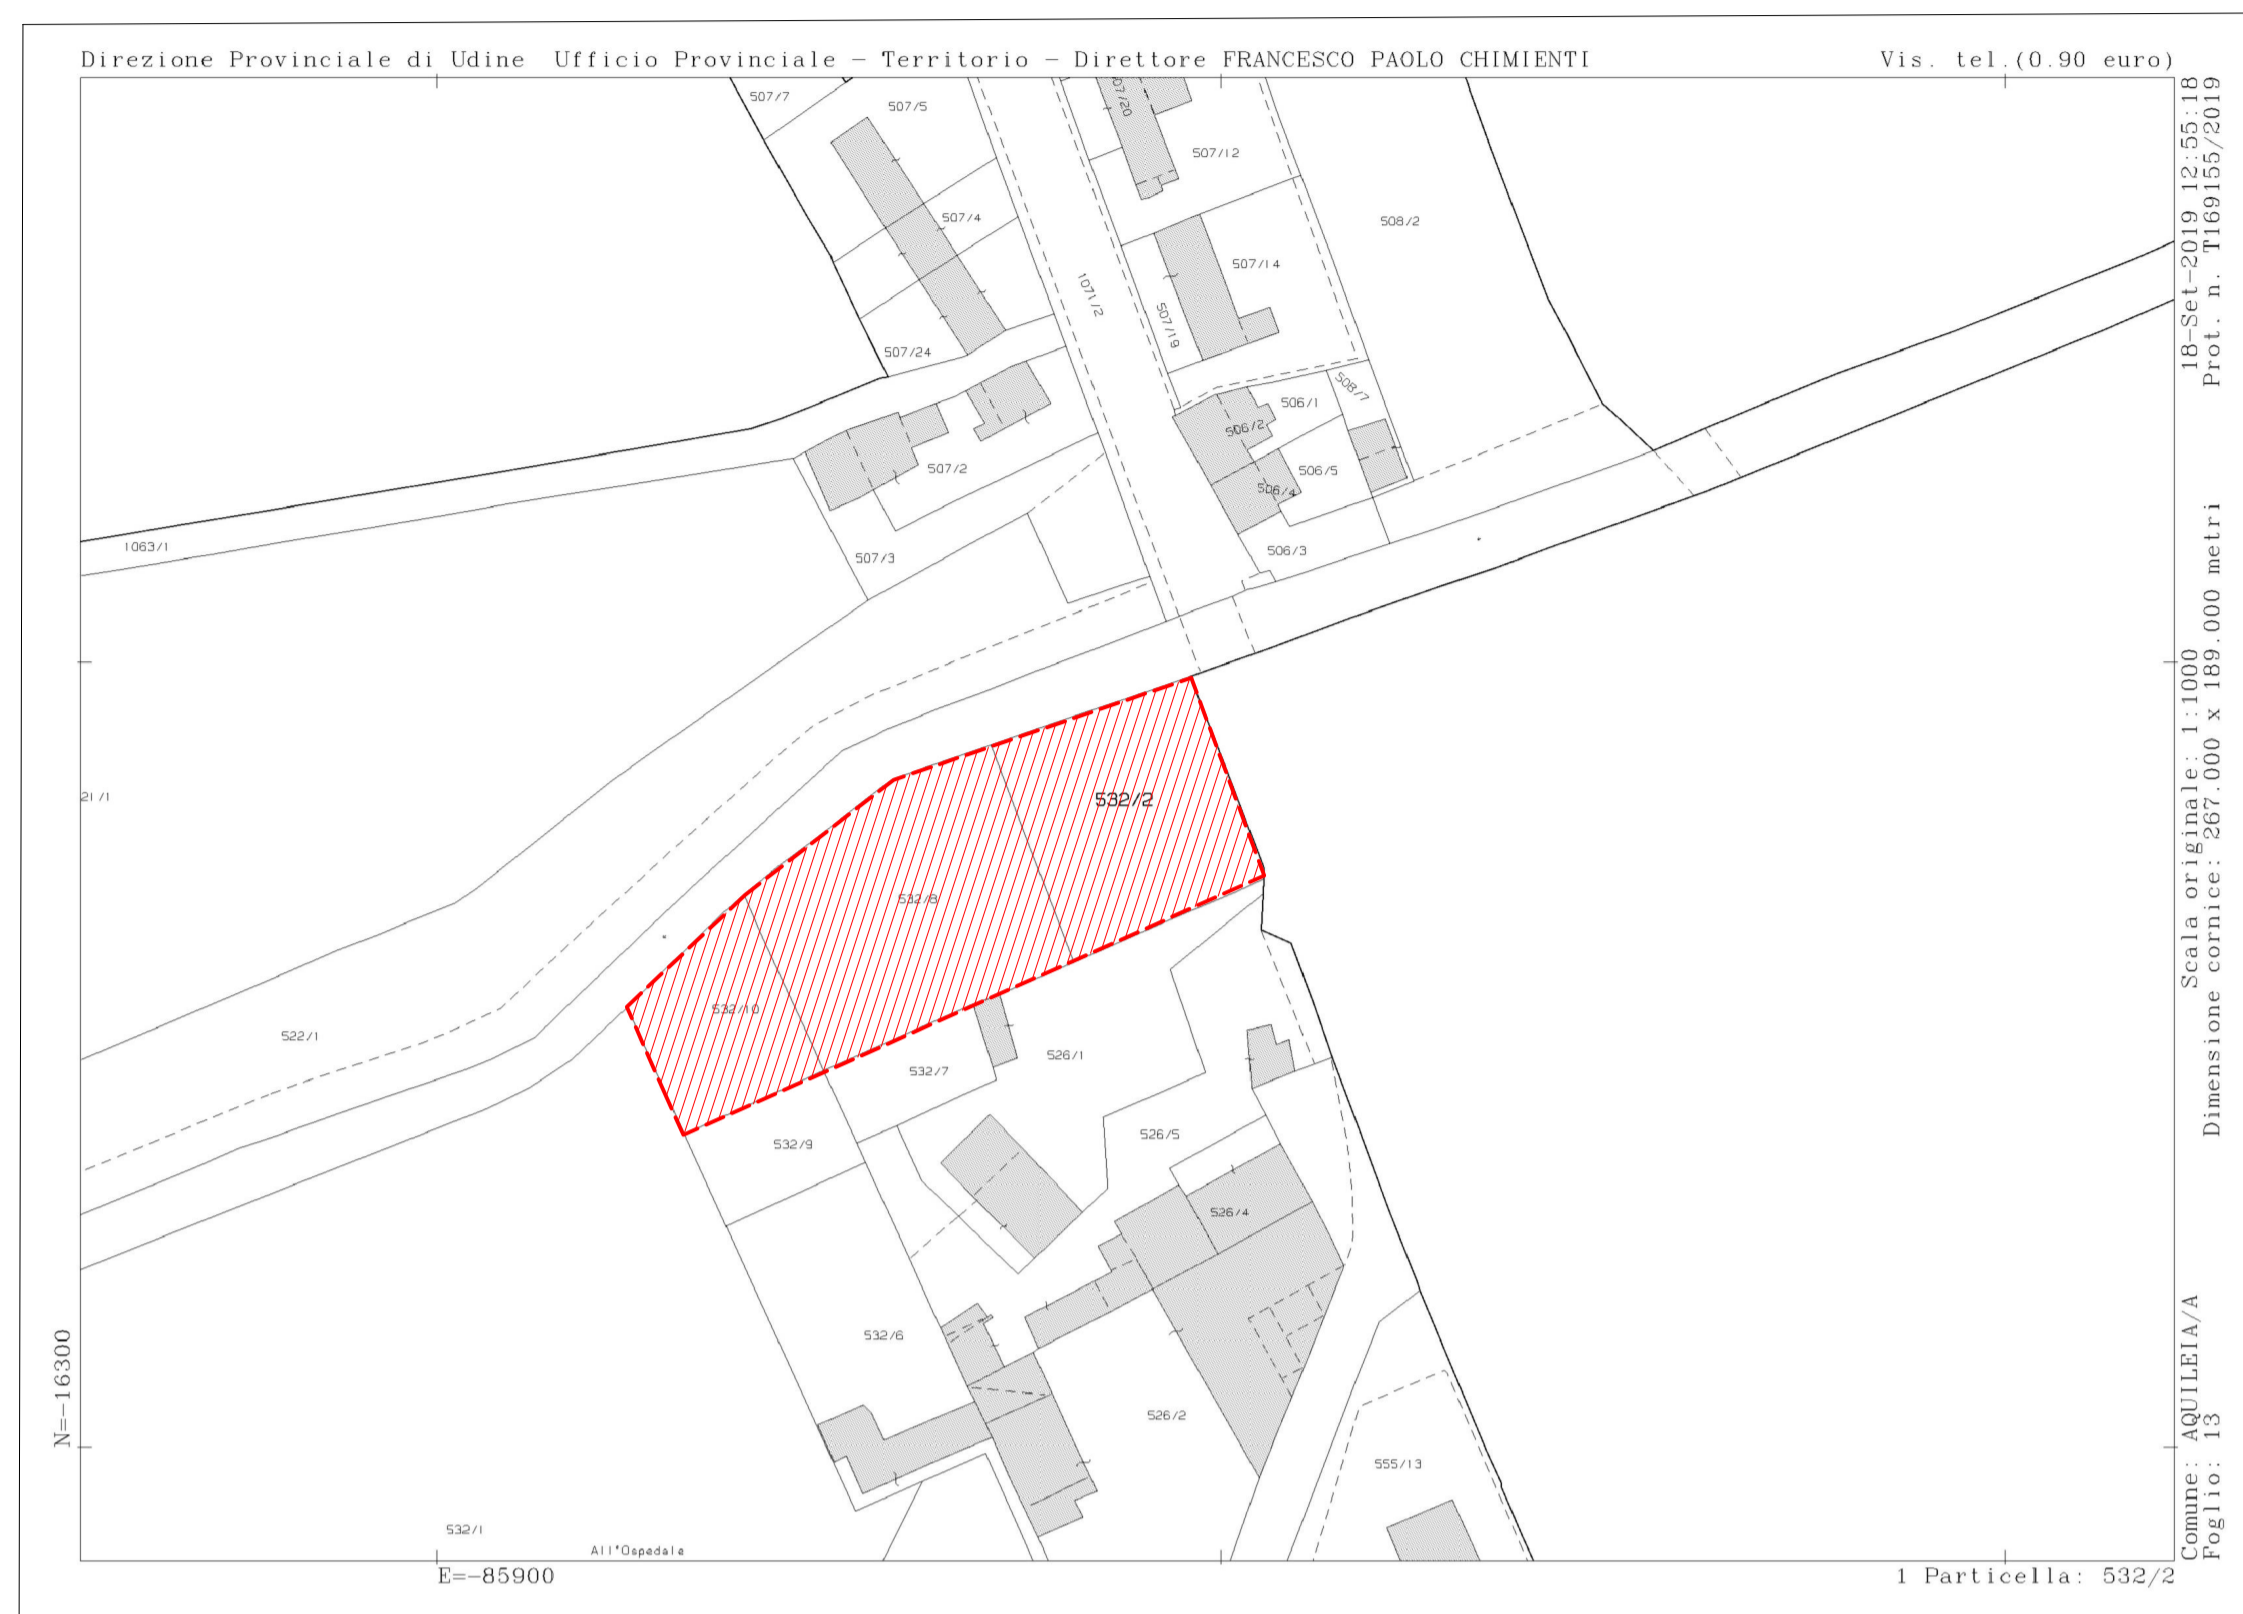 Direzione Provinciale di Udine Ufficio Provinciale - Territorio - Direttore FRANCESCO PAOLO CHIMIENTI
Vis. tel.(0.90 euro)
18-Set-2019 12:55:18
Prot. n. T169155/2019
Scala originale: 1:1000
Dimensione cornice: 267.000 x 189.000 metri
Comune: AQUILEIA/A
Foglio: 13
507/7
507/5
07/20
507/12
507/4
508/2
507/14
1071/2
507/19
507/24
508/7
506/1
506/2
507/2
506/5
506/4
1063/1
507/3
506/3
21/1
532/2
532/8
532/10
522/1
526/1
532/7
532/9
526/5
526/4
532/6
526/2
555/13
532/1
All'Ospedale
N=-16300
E=-85900
1 Particella: 532/2